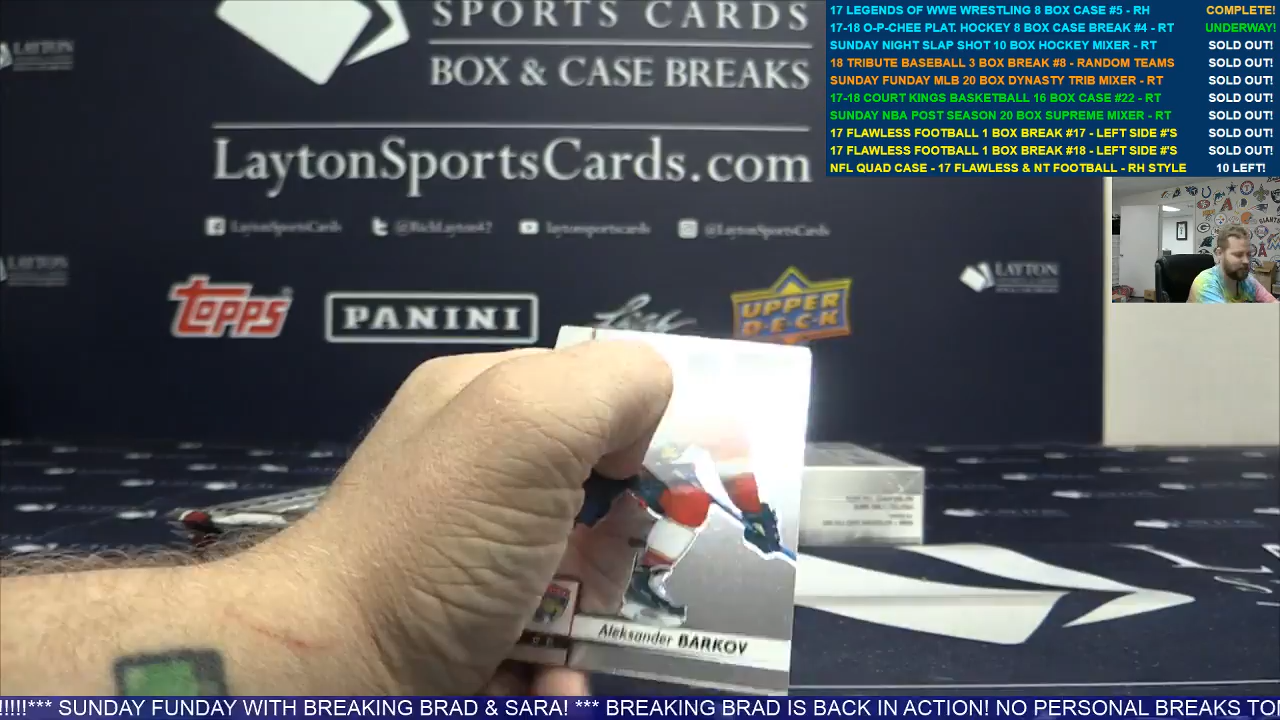 SPORTS CARDS
BOX & CASE BREAKS
LaytonSportsCards.com
LaytonSportsCards
@RichLayton47
laytonsportscards
@LaytonSportsCards
TOPPS
PANINI
Leaf
UPPER DECK
LAYTON
LAYTON
LAYTON
17 LEGENDS OF WWE WRESTLING 8 BOX CASE #5 - RH COMPLETE!
17-18 O-P-CHEE PLAT. HOCKEY 8 BOX CASE BREAK #4 - RT UNDERWAY!
SUNDAY NIGHT SLAP SHOT 10 BOX HOCKEY MIXER - RT SOLD OUT!
18 TRIBUTE BASEBALL 3 BOX BREAK #8 - RANDOM TEAMS SOLD OUT!
SUNDAY FUNDAY MLB 20 BOX DYNASTY TRIB MIXER - RT SOLD OUT!
17-18 COURT KINGS BASKETBALL 16 BOX CASE #22 - RT SOLD OUT!
SUNDAY NBA POST SEASON 20 BOX SUPREME MIXER - RT SOLD OUT!
17 FLAWLESS FOOTBALL 1 BOX BREAK #17 - LEFT SIDE #'S SOLD OUT!
17 FLAWLESS FOOTBALL 1 BOX BREAK #18 - LEFT SIDE #'S SOLD OUT!
NFL QUAD CASE - 17 FLAWLESS & NT FOOTBALL - RH STYLE 10 LEFT!
Aleksander BARKOV
!!!!!*** SUNDAY FUNDAY WITH BREAKING BRAD & SARA! *** BREAKING BRAD IS BACK IN ACTION! NO PERSONAL BREAKS TO